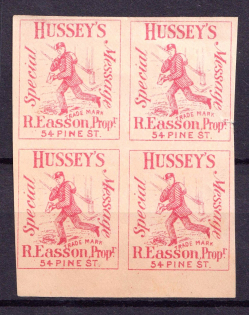 HUSSEY'S HUSSEY'S
Special Message Special Message
TRADE MARK TRADE MARK
R. Easson, Propr. R. Easson, Propr.
54 PINE ST. 54 PINE ST.
HUSSEY'S HUSSEY'S
Special Message Special Message
TRADE MARK TRADE MARK
R. Easson, Propr. R. Easson, Propr.
54 PINE ST. 54 PINE ST.